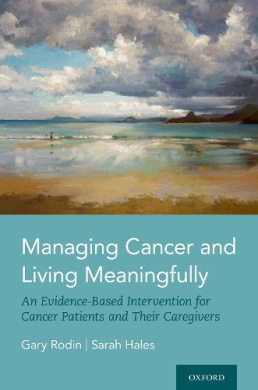 Managing Cancer and
Living Meaningfully
An Evidence-Based Intervention for
Cancer Patients and Their Caregivers
Gary Rodin | Sarah Hales
OXFORD